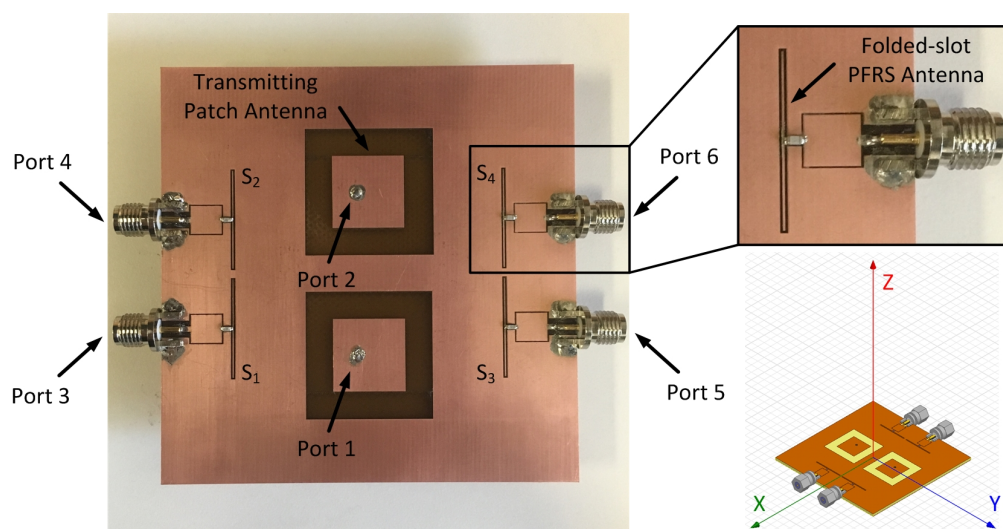 Transmitting
Patch Antenna
Folded-slot
PFRS Antenna
Port 4
S2
S4
Port 6
Port 2
Port 3
S1
S3
Port 5
Port 1
Z
X
Y